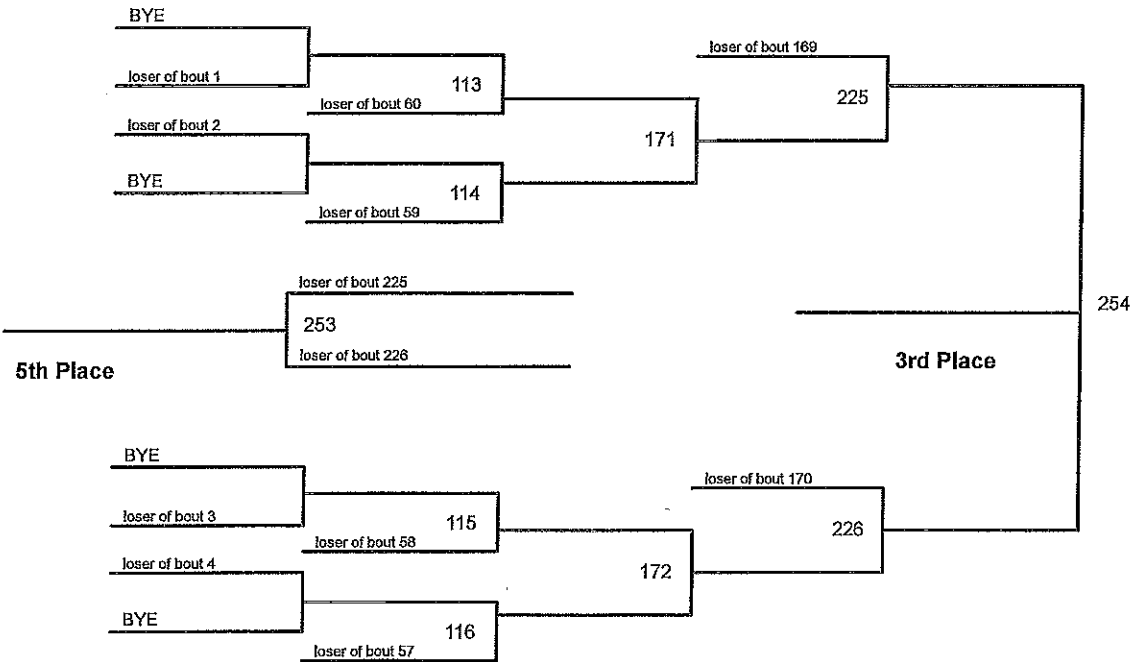 BYE
loser of bout 1
113
loser of bout 60
loser of bout 2
BYE
114
loser of bout 59
171
loser of bout 169
225
loser of bout 225
253
loser of bout 226
5th Place
254
3rd Place
BYE
loser of bout 3
115
loser of bout 58
loser of bout 4
BYE
116
loser of bout 57
172
loser of bout 170
226